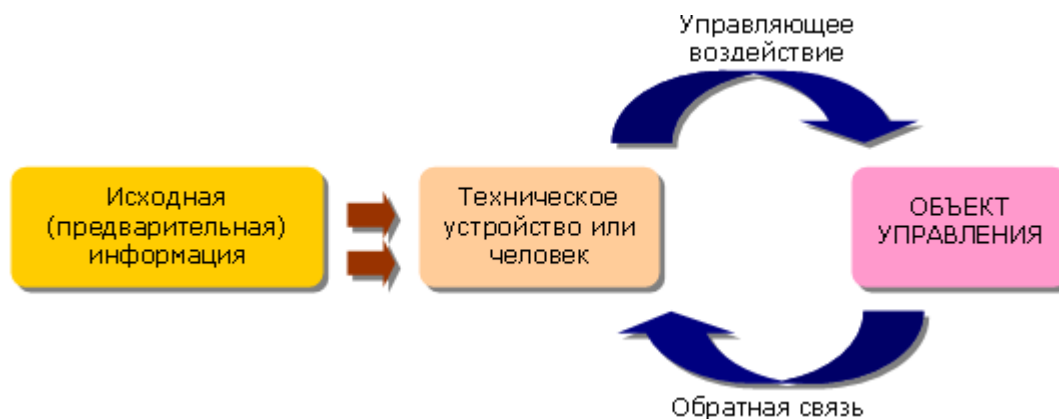 Управляющее
воздействие
Исходная
(предварительная)
информация
Техническое
устройство или
человек
ОБЪЕКТ
УПРАВЛЕНИЯ
Обратная связь